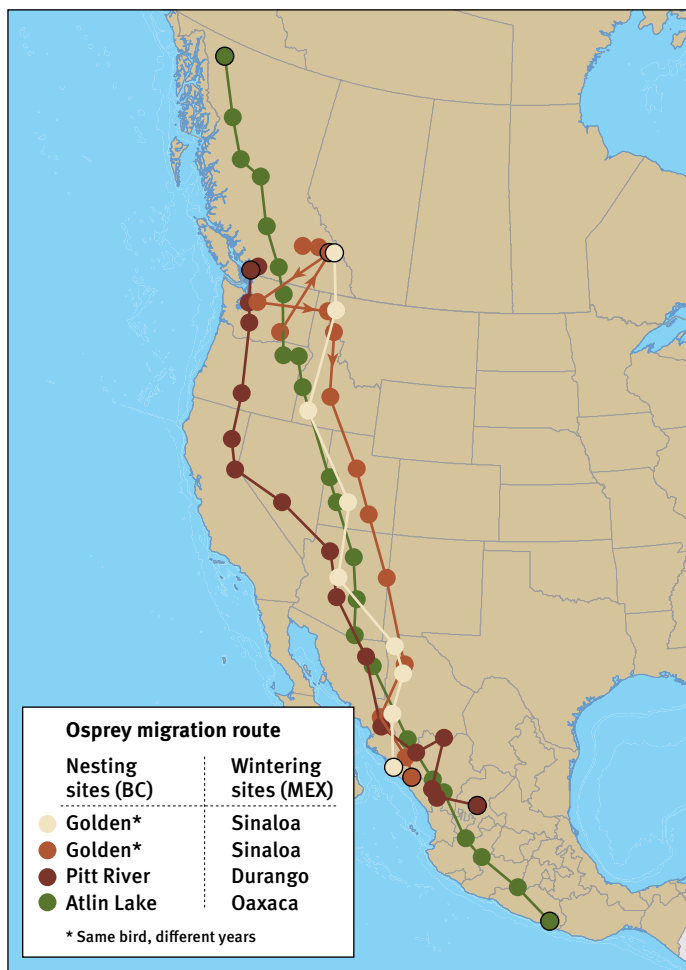 Osprey migration route
Nesting sites (BC)
Wintering sites (MEX)
Golden* Sinaloa
Golden* Sinaloa
Pitt River Durango
Atlin Lake Oaxaca
* Same bird, different years